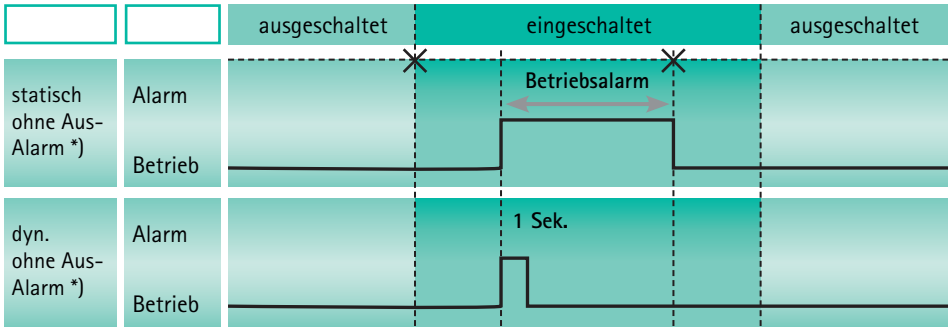 ausgeschaltet eingeschaltet ausgeschaltet
statisch
ohne Aus-
Alarm *)
Alarm
Betrieb
Betriebsalarm
dyn.
ohne Aus-
Alarm *)
Alarm
Betrieb
1 Sek.